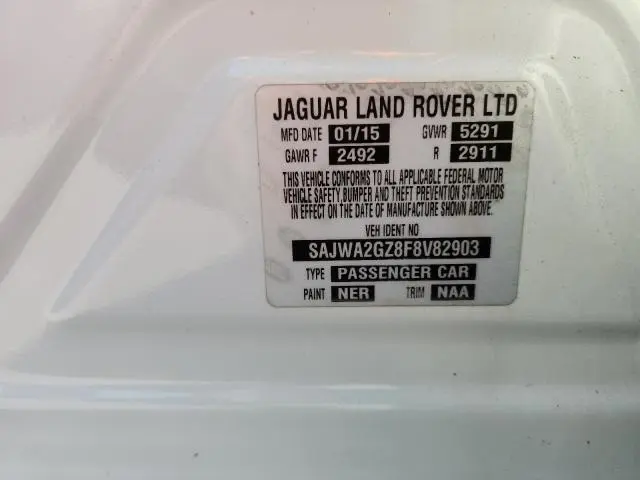 JAGUAR LAND ROVER LTD
MFD DATE 01/15 GVWR 5291
GAWR F 2492 R 2911
THIS VEHICLE CONFORMS TO ALL APPLICABLE FEDERAL MOTOR
VEHICLE SAFETY,BUMPER AND THEFT PREVENTION STANDARDS
IN EFFECT ON THE DATE OF MANUFACTURE SHOWN ABOVE.
VEH IDENT NO
SAJWA2GZ8F8V82903
TYPE PASSENGER CAR
PAINT NER TRIM NAA